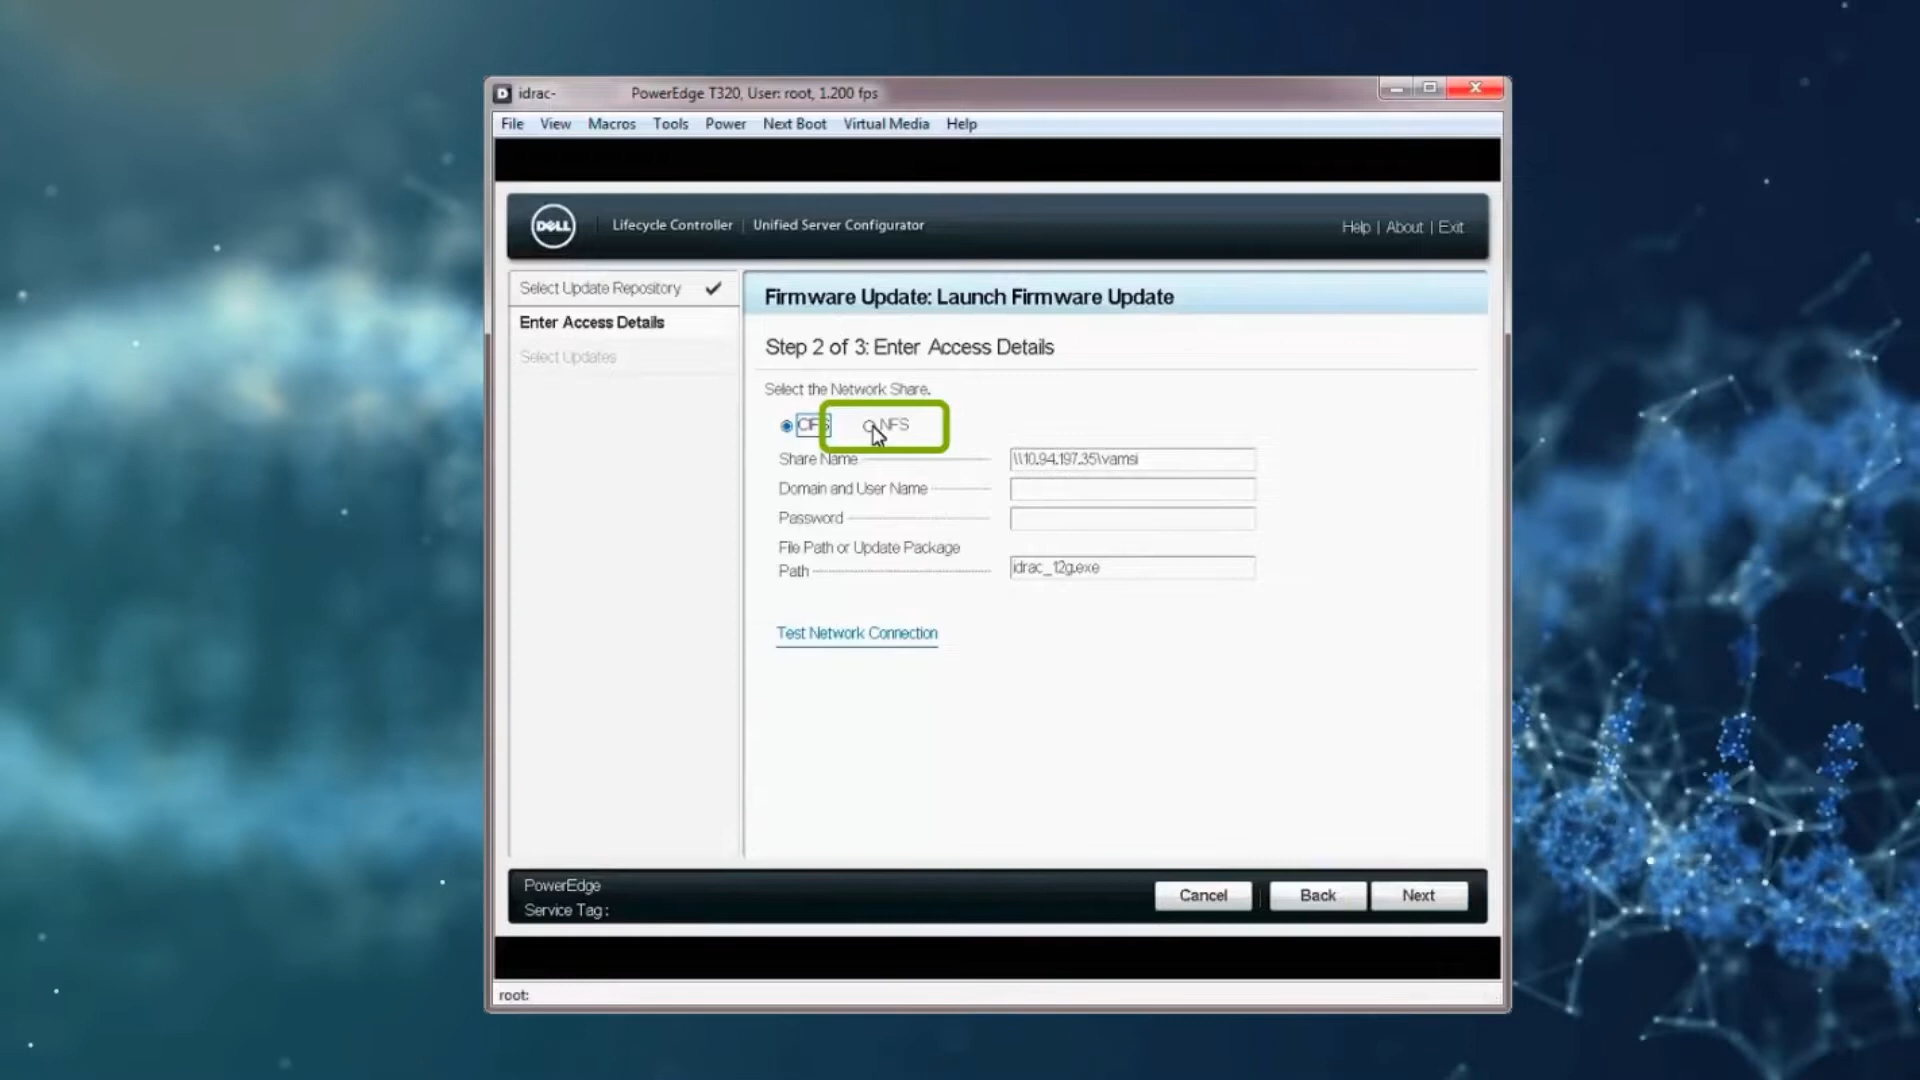 idrac- PowerEdge T320, User: root, 1.200 fps
File View Macros Tools Power Next Boot Virtual Media Help
DELL Lifecycle Controller | Unified Server Configurator Help | About | Exit
Select Update Repository
Enter Access Details
Select Updates
Firmware Update: Launch Firmware Update
Step 2 of 3: Enter Access Details
Select the Network Share.
CIFS NFS
Share Name \\10.94.197.35\vamsi
Domain and User Name
Password
File Path or Update Package
Path idrac_12g.exe
Test Network Connection
PowerEdge
Service Tag :
Cancel Back Next
root: